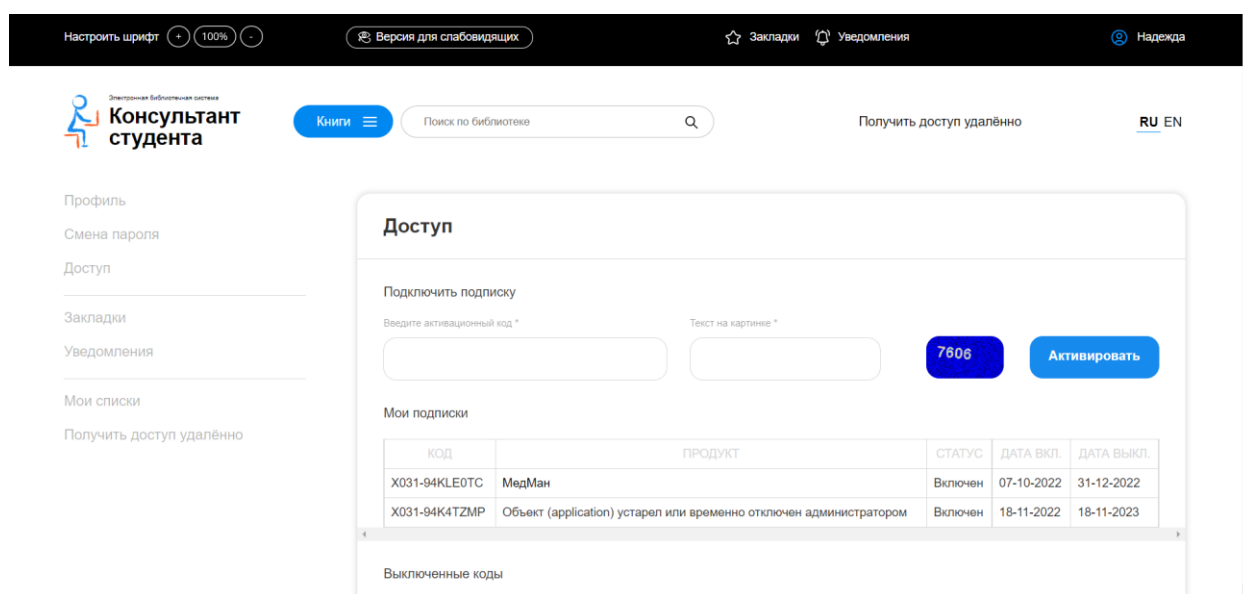 Настроить шрифт + 100% - Версия для слабовидящих Закладки Уведомления Надежда
Электронная библиотечная система
Консультант
студента
Книги Поиск по библиотеке Получить доступ удалённо RU EN
Профиль
Смена пароля
Доступ
Закладки
Уведомления
Мои списки
Получить доступ удалённо
Доступ
Подключить подписку
Введите активационный код * Текст на картинке *
7606 Активировать
Мои подписки
КОД ПРОДУКТ СТАТУС ДАТА ВКЛ. ДАТА ВЫКЛ.
X031-94KLE0TC МедМан Включен 07-10-2022 31-12-2022
X031-94K4TZMP Объект (application) устарел или временно отключен администратором Включен 18-11-2022 18-11-2023
Выключенные коды